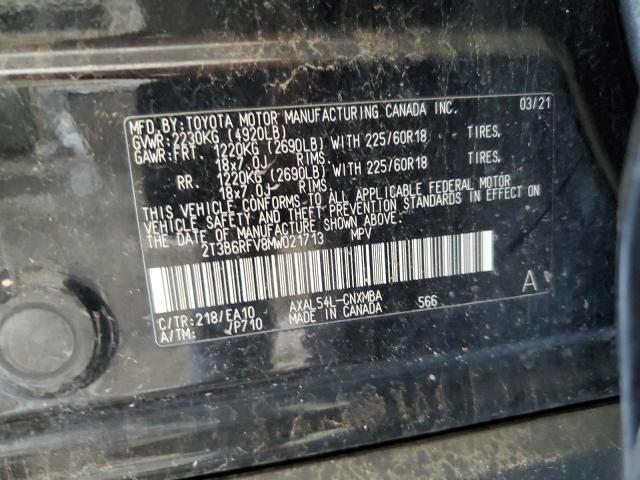 MFD.BY:TOYOTA MOTOR MANUFACTURING CANADA INC. 03/21
GVWR:2230KG (4920LB)
GAWR:FRT. 1220KG (2690LB) WITH 225/60R18 TIRES,
18x7.0J RIMS,
RR. 1220KG (2690LB) WITH 225/60R18 TIRES,
18x7.0J RIMS,
THIS VEHICLE CONFORMS TO ALL APPLICABLE FEDERAL MOTOR
VEHICLE SAFETY AND THEFT PREVENTION STANDARDS IN EFFECT ON
THE DATE OF MANUFACTURE SHOWN ABOVE.
2T3B6RFV8MW021713 MPV
C/TR:218/EA10 AXAL54L-CNXMBA 566 A
A/TM: JP710 MADE IN CANADA